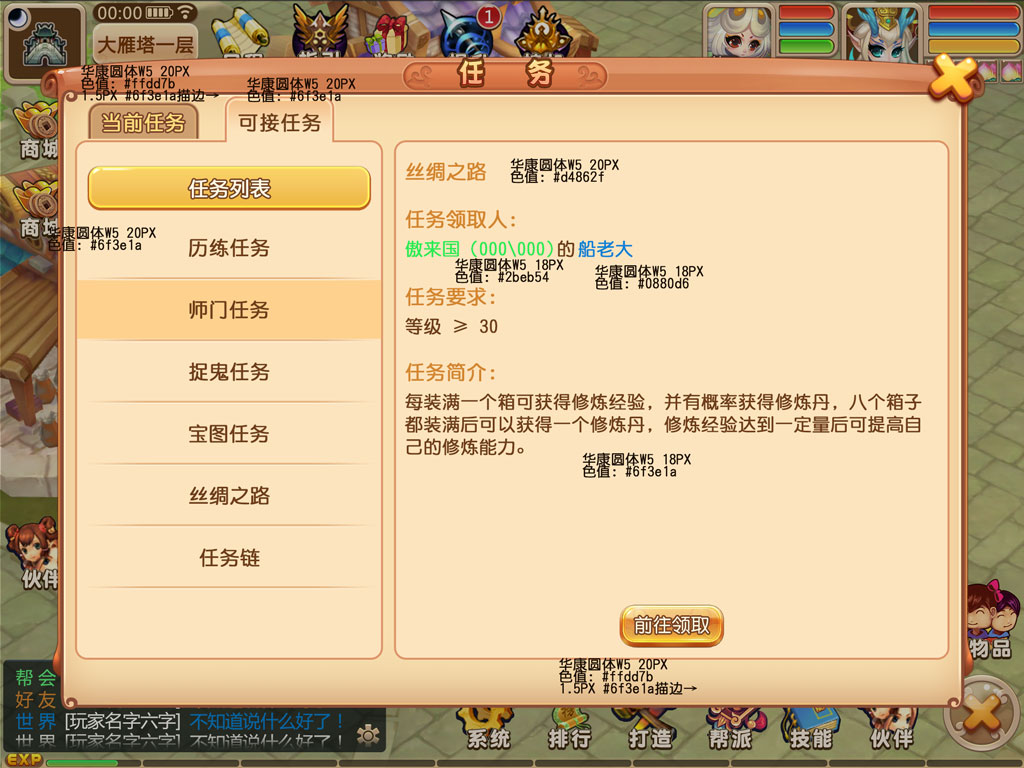 00:00
1
大雁塔一层
任 务
华康圆体W5 20PX
色值: #ffdd7b
1.5PX #6f3e1a描边→
华康圆体W5 20PX
色值: #6f3e1a
当前任务
可接任务
商城
商城
任务列表
华康圆体W5 20PX
色值: #6f3e1a
历练任务
师门任务
捉鬼任务
宝图任务
丝绸之路
任务链
丝绸之路
华康圆体W5 20PX
色值: #d4862f
任务领取人:
傲来国（000\000）的 船老大
华康圆体W5 18PX
色值: #2beb54
华康圆体W5 18PX
色值: #0880d6
任务要求:
等级 ≥ 30
任务简介:
每装满一个箱可获得修炼经验，并有概率获得修炼丹，八个箱子
都装满后可以获得一个修炼丹，修炼经验达到一定量后可提高自
己的修炼能力。
华康圆体W5 18PX
色值: #6f3e1a
前往领取
华康圆体W5 20PX
色值: #ffdd7b
1.5PX #6f3e1a描边→
伙伴
物品
帮 会
好 友
世 界 [玩家名字六字] 不知道说什么好了！
世 界 [玩家名字六字] 不知道说什么好了！
系统
排行
打造
帮派
技能
伙伴
EXP